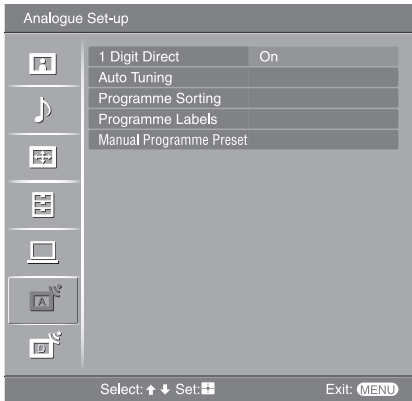 Analogue Set-up
1 Digit Direct On
Auto Tuning
Programme Sorting
Programme Labels
Manual Programme Preset
A
D
Select: Set: Exit: MENU